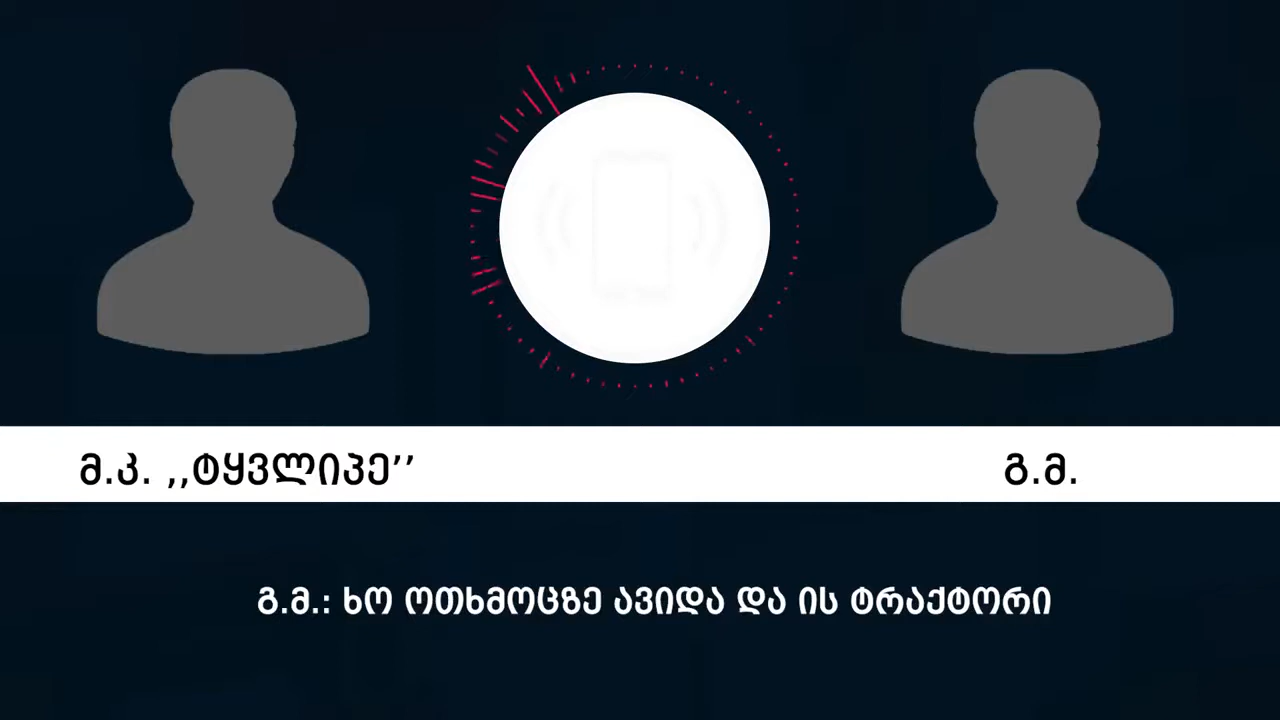 მ.კ. ,,ტყვლიპე’’
გ.მ.
გ.მ.: ხო ოთხმოცზე ავიდა და ის ტრაქტორი